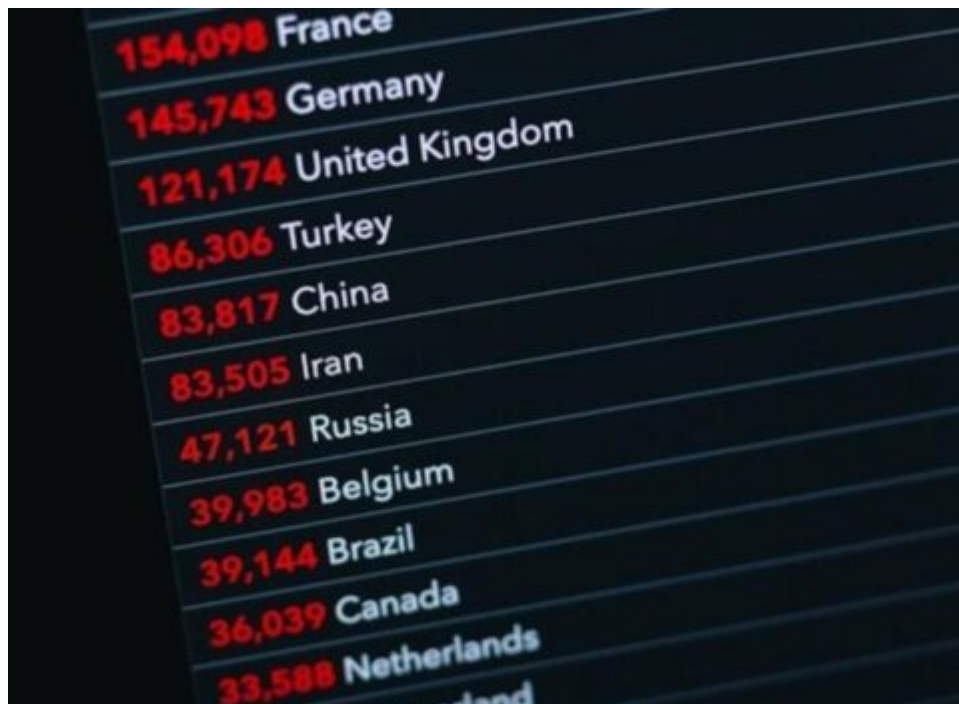 154,098 France
145,743 Germany
121,174 United Kingdom
86,306 Turkey
83,817 China
83,505 Iran
47,121 Russia
39,983 Belgium
39,144 Brazil
36,039 Canada
33,588 Netherlands